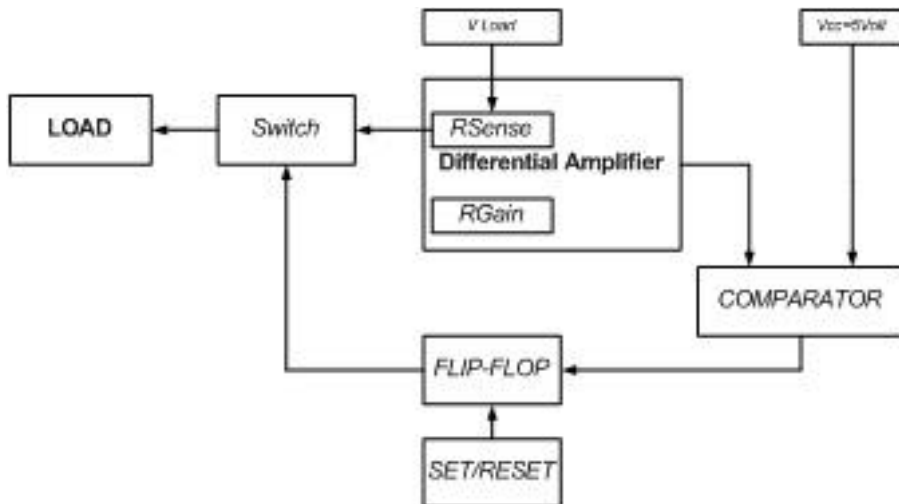 V Load
Vcc=5Volt
LOAD
Switch
RSense
Differential Amplifier
RGain
COMPARATOR
FLIP-FLOP
SET/RESET